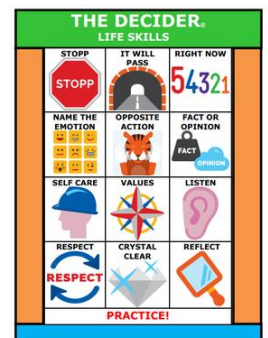 THE DECIDER©
LIFE SKILLS
STOPP
IT WILL PASS
RIGHT NOW
STOPP
54321
NAME THE EMOTION
OPPOSITE ACTION
FACT OR OPINION
FACT
OPINION
SELF CARE
VALUES
LISTEN
RESPECT
CRYSTAL CLEAR
REFLECT
RESPECT
PRACTICE!